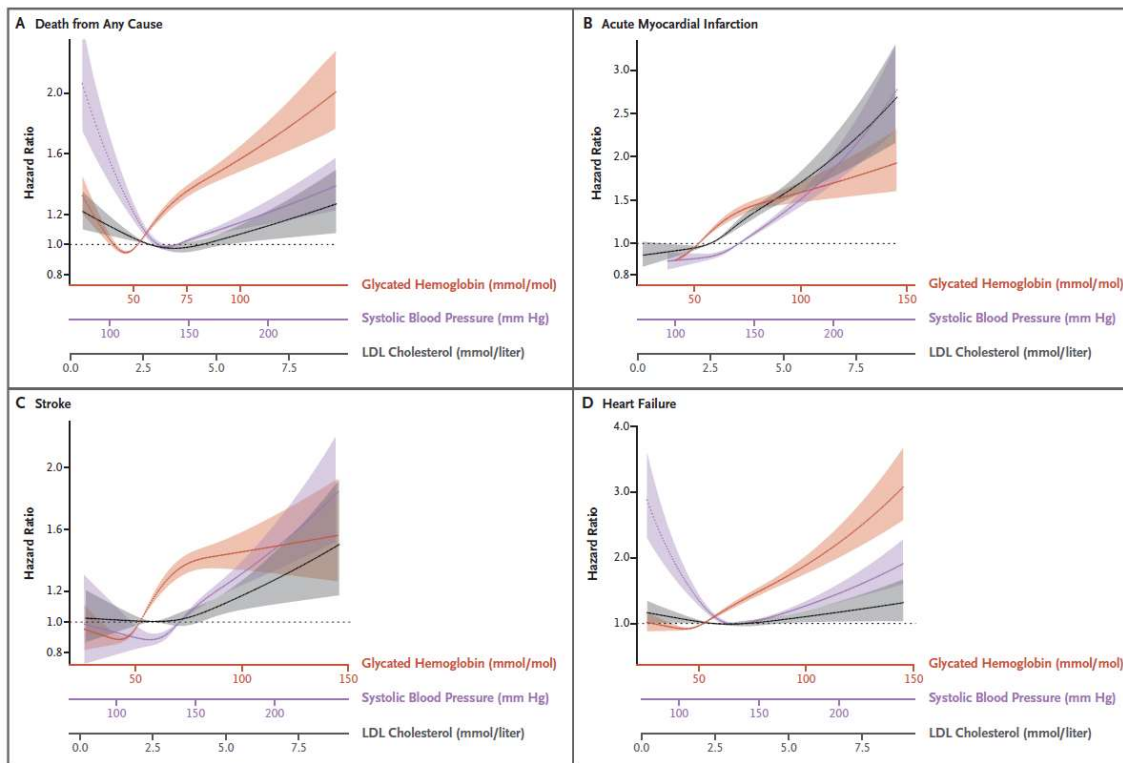 A Death from Any Cause
Hazard Ratio
2.0
1.6
1.2
1.0
0.8
50 75 100
Glycated Hemoglobin (mmol/mol)
100 150 200
Systolic Blood Pressure (mm Hg)
0.0 2.5 5.0 7.5
LDL Cholesterol (mmol/liter)
B Acute Myocardial Infarction
Hazard Ratio
3.0
2.5
2.0
1.5
1.0
0.8
50 100 150
Glycated Hemoglobin (mmol/mol)
100 150 200
Systolic Blood Pressure (mm Hg)
0.0 2.5 5.0 7.5
LDL Cholesterol (mmol/liter)
C Stroke
Hazard Ratio
2.0
1.6
1.2
1.0
0.8
50 100 150
Glycated Hemoglobin (mmol/mol)
100 150 200
Systolic Blood Pressure (mm Hg)
0.0 2.5 5.0 7.5
LDL Cholesterol (mmol/liter)
D Heart Failure
Hazard Ratio
4.0
3.0
2.0
1.0
50 100 150
Glycated Hemoglobin (mmol/mol)
100 150 200
Systolic Blood Pressure (mm Hg)
0.0 2.5 5.0 7.5
LDL Cholesterol (mmol/liter)